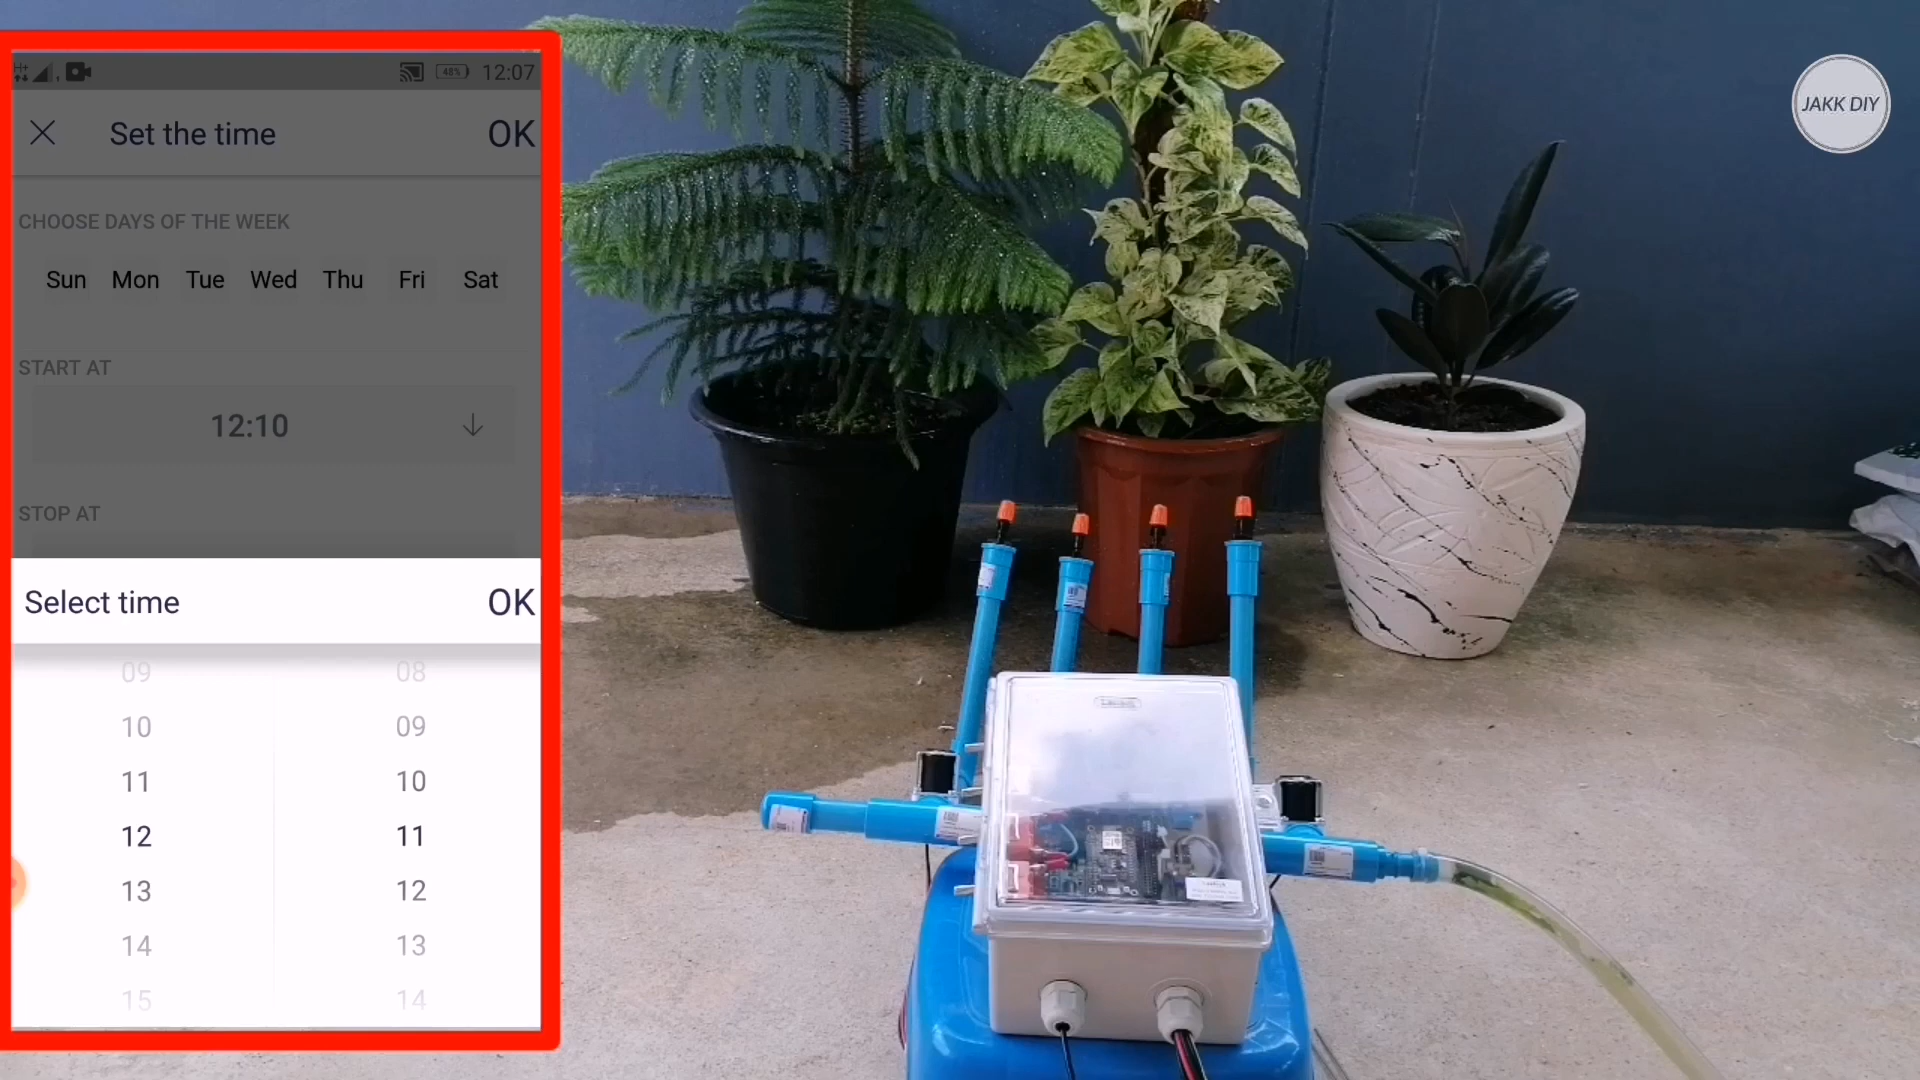 H+
48%
12:07
Set the time
OK
CHOOSE DAYS OF THE WEEK
Sun Mon Tue Wed Thu Fri Sat
START AT
12:10
STOP AT
Select time
OK
09 08
10 09
11 10
12 11
13 12
14 13
15 14
JAKK DIY